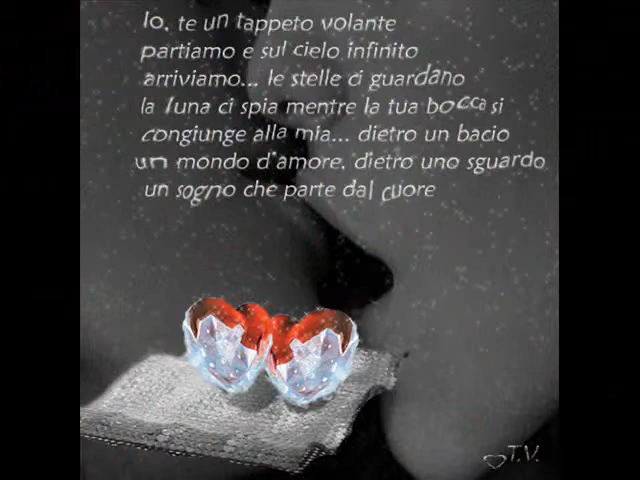 Io, te un tappeto volante
partiamo e sul cielo infinito
arriviamo... le stelle ci guardano
la luna ci spia mentre la tua bocca si
congiunge alla mia... dietro un bacio
un mondo d'amore, dietro uno sguardo
un sogno che parte dal cuore
T.V.